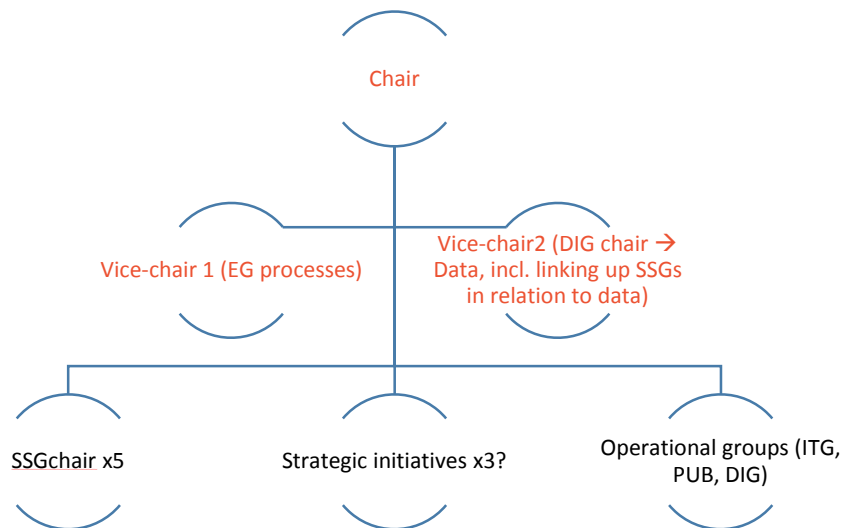 Chair
Vice-chair 1 (EG processes)
Vice-chair2 (DIG chair →
Data, incl. linking up SSGs
in relation to data)
SSGchair x5
Strategic initiatives x3?
Operational groups (ITG,
PUB, DIG)